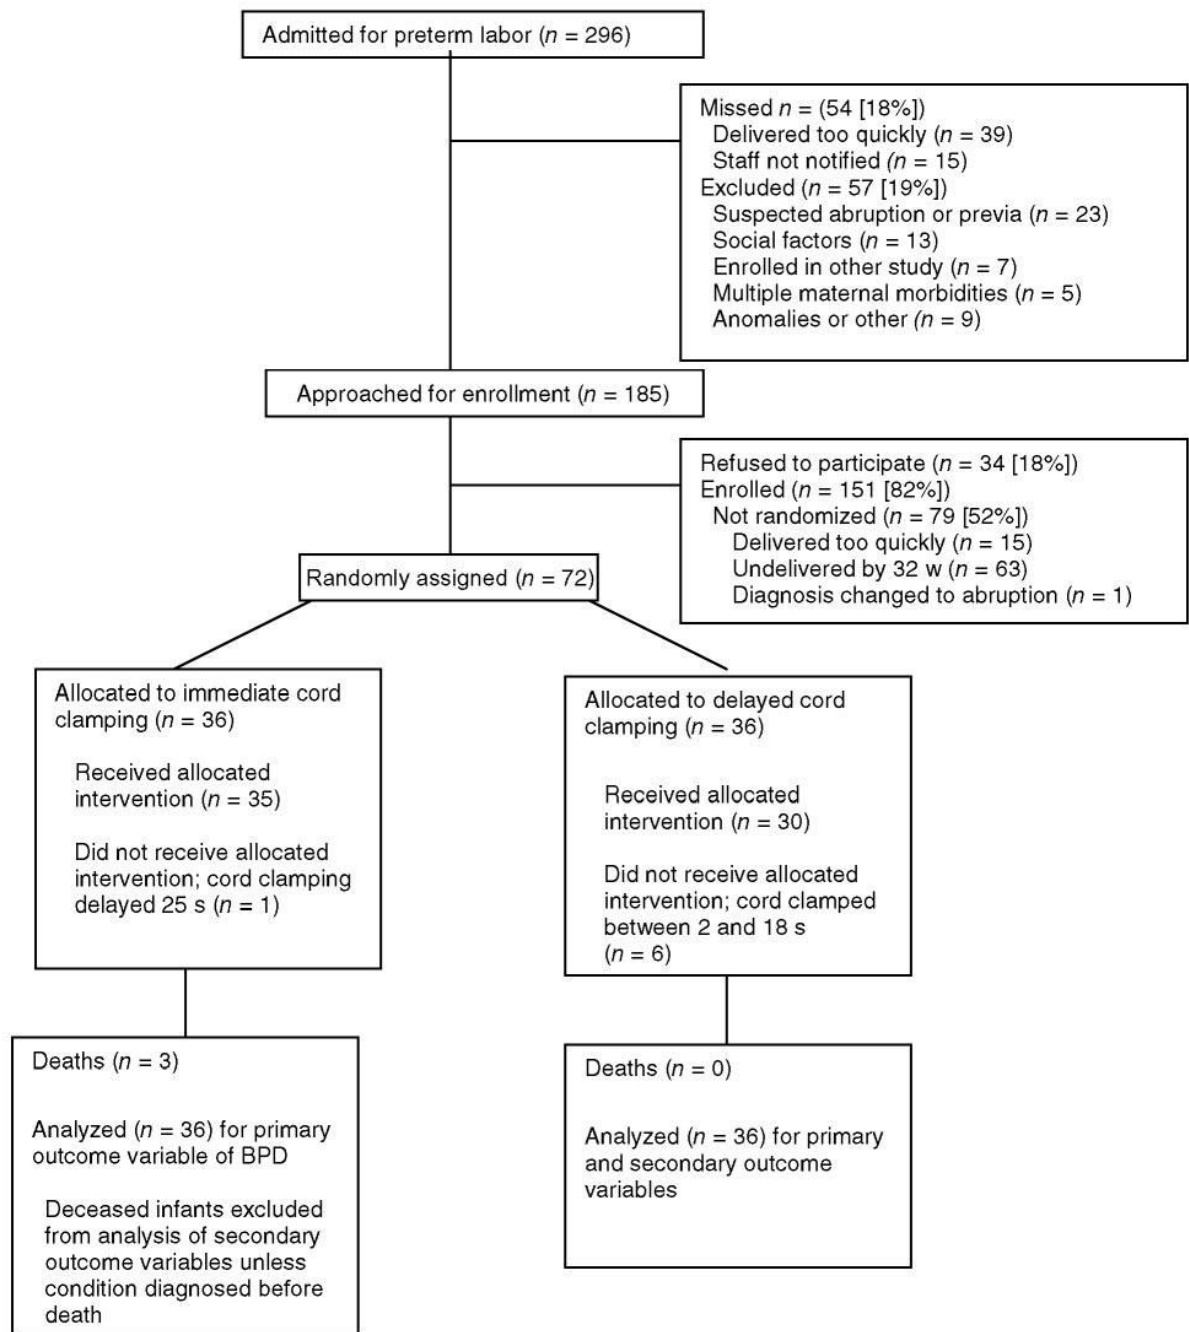 Admitted for preterm labor (n = 296)
Missed n = (54 [18%])
Delivered too quickly (n = 39)
Staff not notified (n = 15)
Excluded (n = 57 [19%])
Suspected abruption or previa (n = 23)
Social factors (n = 13)
Enrolled in other study (n = 7)
Multiple maternal morbidities (n = 5)
Anomalies or other (n = 9)
Approached for enrollment (n = 185)
Refused to participate (n = 34 [18%])
Enrolled (n = 151 [82%])
Not randomized (n = 79 [52%])
Delivered too quickly (n = 15)
Undelivered by 32 w (n = 63)
Diagnosis changed to abruption (n = 1)
Randomly assigned (n = 72)
Allocated to immediate cord
clamping (n = 36)
Received allocated
intervention (n = 35)
Did not receive allocated
intervention; cord clamping
delayed 25 s (n = 1)
Allocated to delayed cord
clamping (n = 36)
Received allocated
intervention (n = 30)
Did not receive allocated
intervention; cord clamped
between 2 and 18 s
(n = 6)
Deaths (n = 3)
Analyzed (n = 36) for primary
outcome variable of BPD
Deceased infants excluded
from analysis of secondary
outcome variables unless
condition diagnosed before
death
Deaths (n = 0)
Analyzed (n = 36) for primary
and secondary outcome
variables